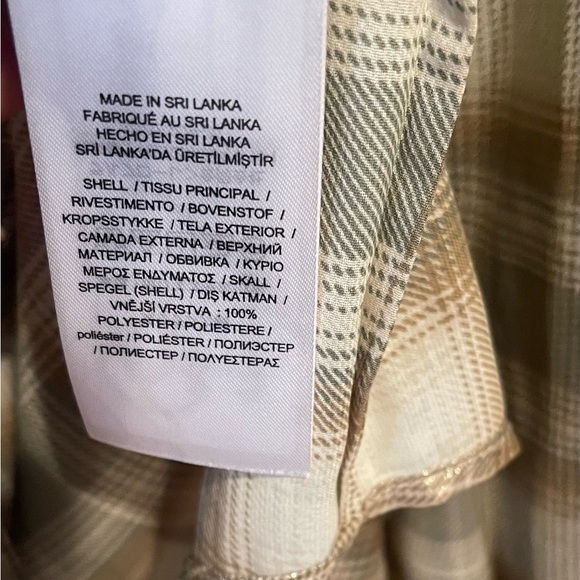 MADE IN SRI LANKA
FABRIQUÉ AU SRI LANKA
HECHO EN SRI LANKA
SRİ LANKA'DA ÜRETİLMİŞTİR
SHELL / TISSU PRINCIPAL /
RIVESTIMENTO / BOVENSTOF /
KROPSSTYKKE / TELA EXTERIOR /
CAMADA EXTERNA / ВЕРХНИЙ
МАТЕРИАЛ / ОБВИВКА / ΚΥΡΙΟ
ΜΕΡΟΣ ΕΝΔΥΜΑΤΟΣ / SKALL /
SPEGEL (SHELL) / DIŞ KATMAN /
VNĚJŠÍ VRSTVA : 100%
POLYESTER / POLIESTERE /
poliéster / POLIÉSTER / ПОЛИЭСТЕР
/ ПОЛИЕСТЕР / ΠΟΛΥΕΣΤΕΡΑΣ